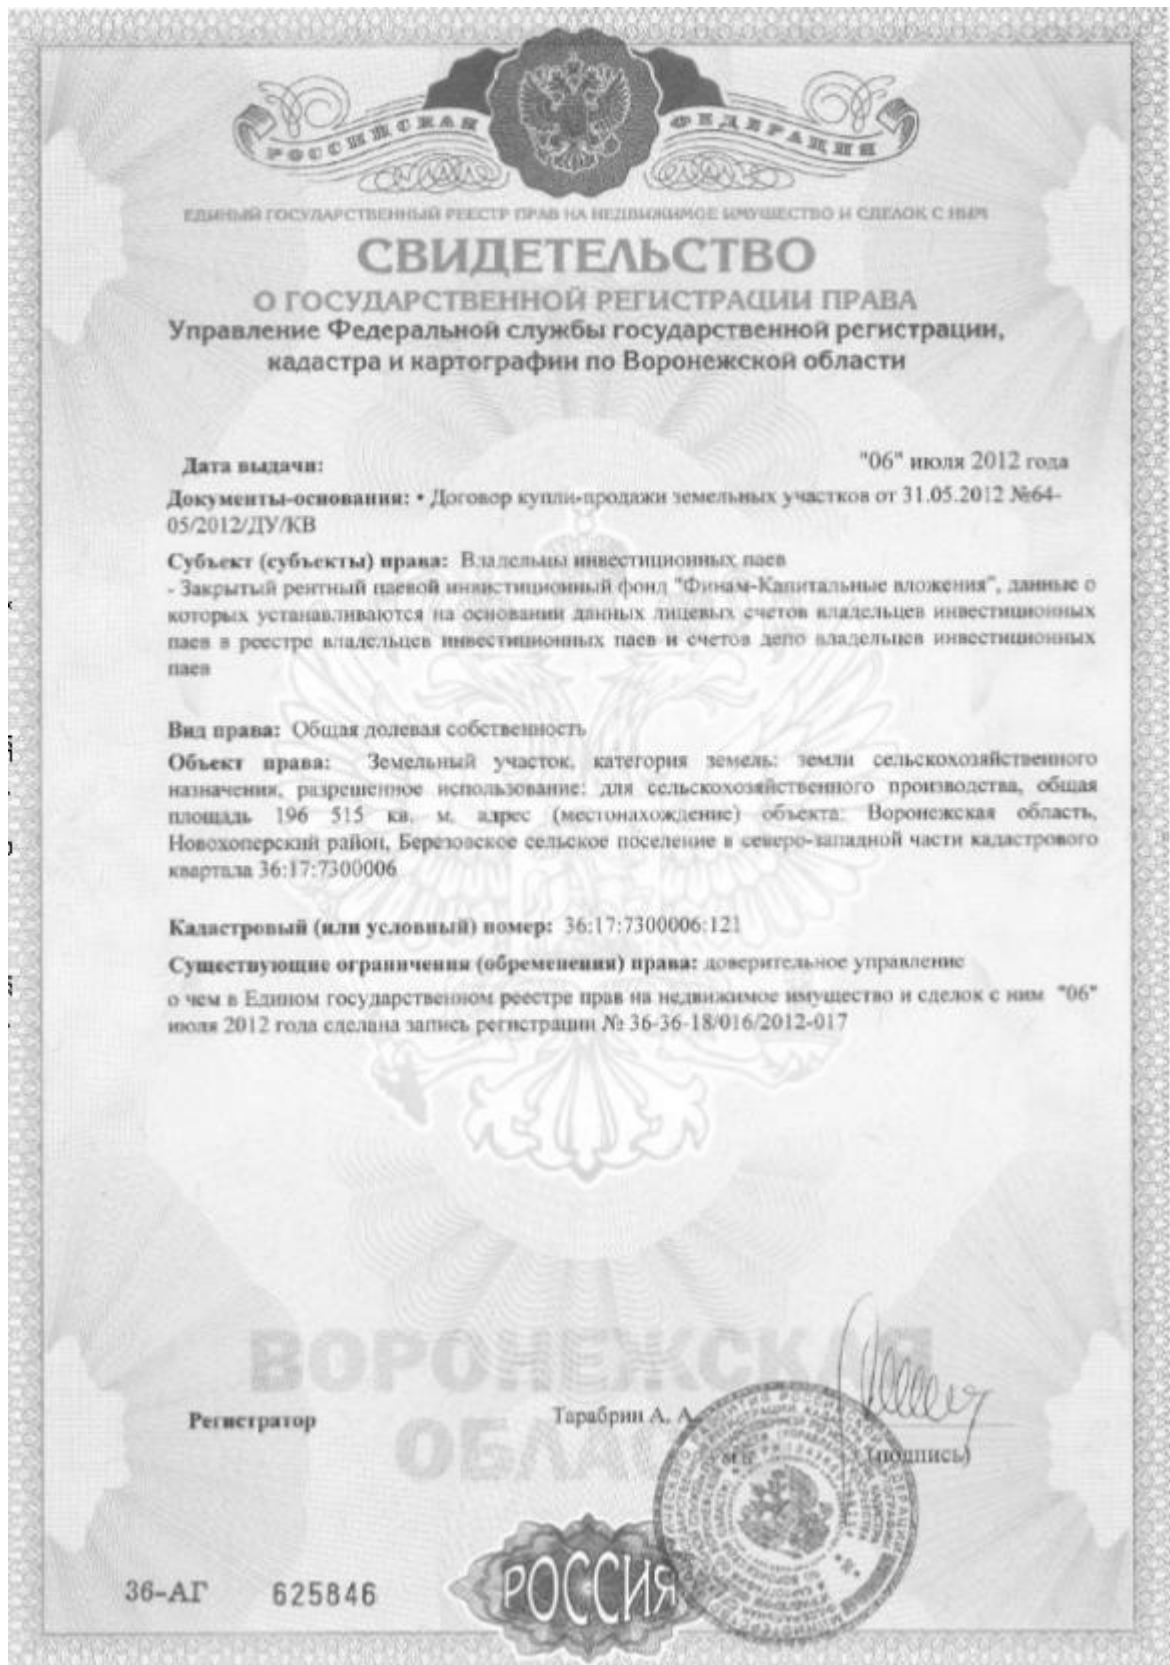 РОССИЙСКАЯ ФЕДЕРАЦИЯ
ЕДИНЫЙ ГОСУДАРСТВЕННЫЙ РЕЕСТР ПРАВ НА НЕДВИЖИМОЕ ИМУЩЕСТВО И СДЕЛОК С НИМ
СВИДЕТЕЛЬСТВО
О ГОСУДАРСТВЕННОЙ РЕГИСТРАЦИИ ПРАВА
Управление Федеральной службы государственной регистрации,
кадастра и картографии по Воронежской области
Дата выдачи: "06" июля 2012 года
Документы-основания: • Договор купли-продажи земельных участков от 31.05.2012 №64-
05/2012/ДУ/КВ
Субъект (субъекты) права: Владельцы инвестиционных паев
- Закрытый рентный паевой инвистиционный фонд "Финам-Капитальные вложения", данные о
которых устанавливаются на основании данных лицевых счетов владельцев инвестиционных
паев в реестре владельцев инвестиционных паев и счетов депо владельцев инвестиционных
паев
Вид права: Общая долевая собственность
Объект права: Земельный участок, категория земель: земли сельскохозяйственного
назначения, разрешенное использование: для сельскохозяйственного производства, общая
площадь 196 515 кв. м, адрес (местонахождение) объекта: Воронежская область,
Новохоперский район, Березовское сельское поселение в северо-западной части кадастрового
квартала 36:17:7300006
Кадастровый (или условный) номер: 36:17:7300006:121
Существующие ограничения (обременения) права: доверительное управление
о чем в Едином государственном реестре прав на недвижимое имущество и сделок с ним "06"
июля 2012 года сделана запись регистрации № 36-36-18/016/2012-017
ВОРОНЕЖСКАЯ
Регистратор Тарабрин А. А.
(подпись)
36-АГ 625846
РОССИЯ